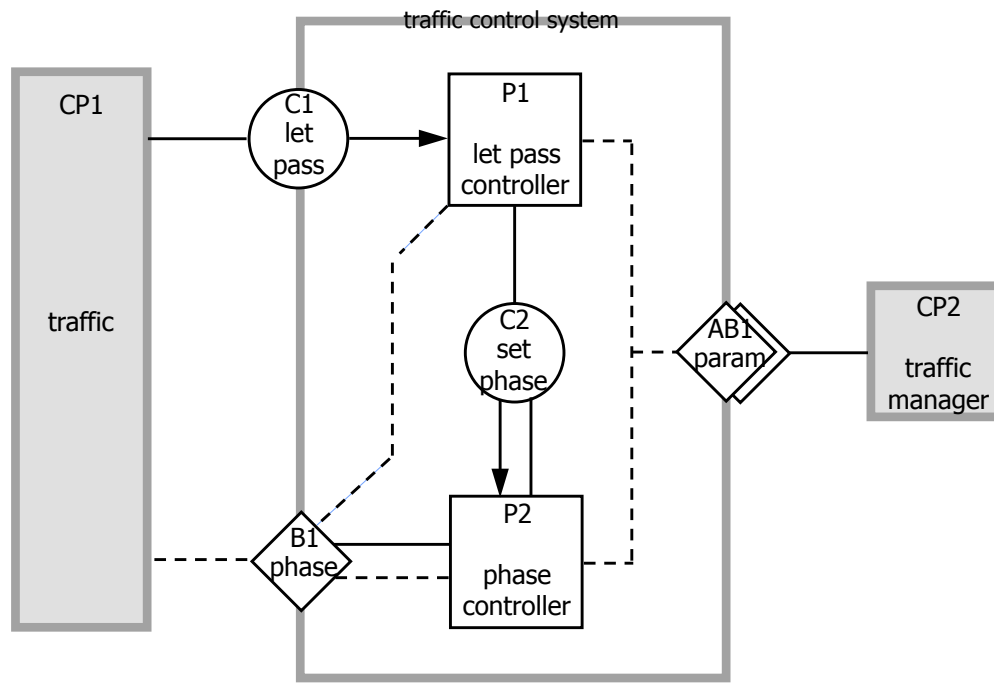 traffic control system
CP1
traffic
C1
let
pass
P1
let pass
controller
C2
set
phase
B1
phase
P2
phase
controller
AB1
param
CP2
traffic
manager